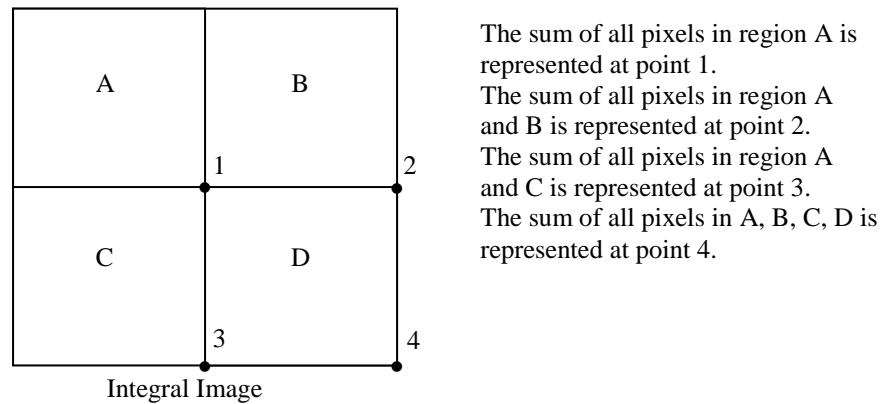 A
B
1
2
C
D
3
4
Integral Image
The sum of all pixels in region A is
represented at point 1.
The sum of all pixels in region A
and B is represented at point 2.
The sum of all pixels in region A
and C is represented at point 3.
The sum of all pixels in A, B, C, D is
represented at point 4.